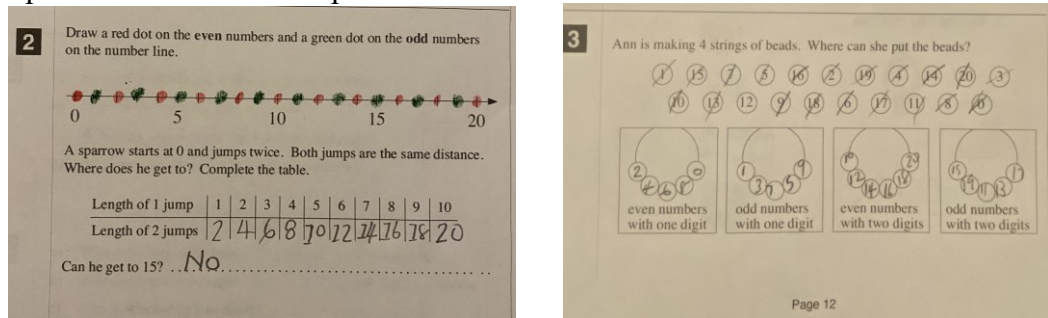 2
Draw a red dot on the even numbers and a green dot on the odd numbers
on the number line.
0 5 10 15 20
A sparrow starts at 0 and jumps twice. Both jumps are the same distance.
Where does he get to? Complete the table.
Length of 1 jump 1 2 3 4 5 6 7 8 9 10
Length of 2 jumps 2 4 6 8 10 12 14 16 18 20
Can he get to 15? No
3
Ann is making 4 strings of beads. Where can she put the beads?
1 15 7 5 16 2 19 4 14 20 3
10 13 12 9 18 6 17 11 8 0
2 4 6 8 0
1 3 7 5 9
10 12 14 16 18 20
15 19 11 13 17
even numbers odd numbers even numbers odd numbers
with one digit with one digit with two digits with two digits
Page 12